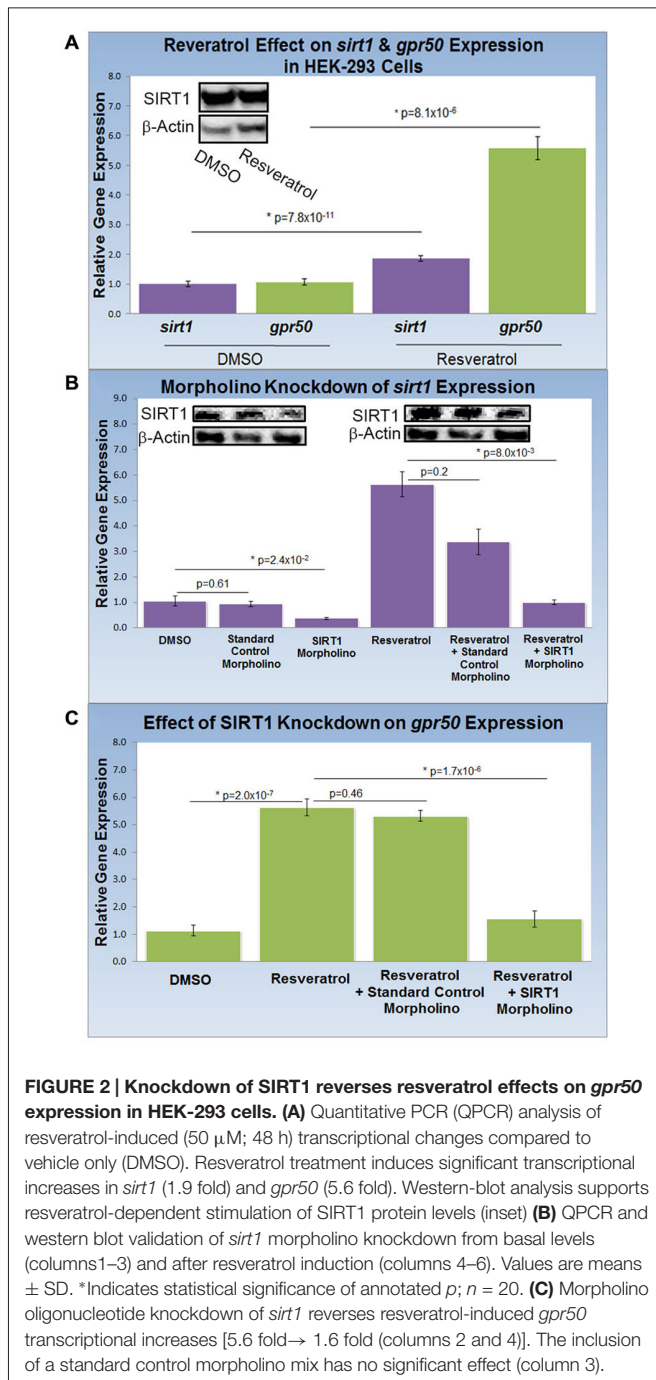 A
Reveratrol Effect on sirt1 & gpr50 Expression
in HEK-293 Cells
Relative Gene Expression
8.0
7.0
6.0
5.0
4.0
3.0
2.0
1.0
0.0
SIRT1
β-Actin
DMSO
Resveratrol
* p=8.1x10-6
* p=7.8x10-11
sirt1
gpr50
sirt1
gpr50
DMSO
Resveratrol
B
Morpholino Knockdown of sirt1 Expression
Relative Gene Expression
9.0
8.0
7.0
6.0
5.0
4.0
3.0
2.0
1.0
0.0
SIRT1
β-Actin
SIRT1
β-Actin
* p=8.0x10-3
p=0.2
* p=2.4x10-2
p=0.61
DMSO
Standard
Control
Morpholino
SIRT1
Morpholino
Resveratrol
Resveratrol
+ Standard
Control
Morpholino
Resveratrol
+ SIRT1
Morpholino
C
Effect of SIRT1 Knockdown on gpr50 Expression
Relative Gene Expression
8.0
7.0
6.0
5.0
4.0
3.0
2.0
1.0
0.0
* p=1.7x10-6
* p=2.0x10-7
p=0.46
DMSO
Resveratrol
Resveratrol
+ Standard Control
Morpholino
Resveratrol
+ SIRT1
Morpholino
FIGURE 2 | Knockdown of SIRT1 reverses resveratrol effects on gpr50
expression in HEK-293 cells. (A) Quantitative PCR (QPCR) analysis of
resveratrol-induced (50 μM; 48 h) transcriptional changes compared to
vehicle only (DMSO). Resveratrol treatment induces significant transcriptional
increases in sirt1 (1.9 fold) and gpr50 (5.6 fold). Western-blot analysis supports
resveratrol-dependent stimulation of SIRT1 protein levels (inset) (B) QPCR and
western blot validation of sirt1 morpholino knockdown from basal levels
(columns1–3) and after resveratrol induction (columns 4–6). Values are means
± SD. *Indicates statistical significance of annotated p; n = 20. (C) Morpholino
oligonucleotide knockdown of sirt1 reverses resveratrol-induced gpr50
transcriptional increases [5.6 fold→ 1.6 fold (columns 2 and 4)]. The inclusion
of a standard control morpholino mix has no significant effect (column 3).